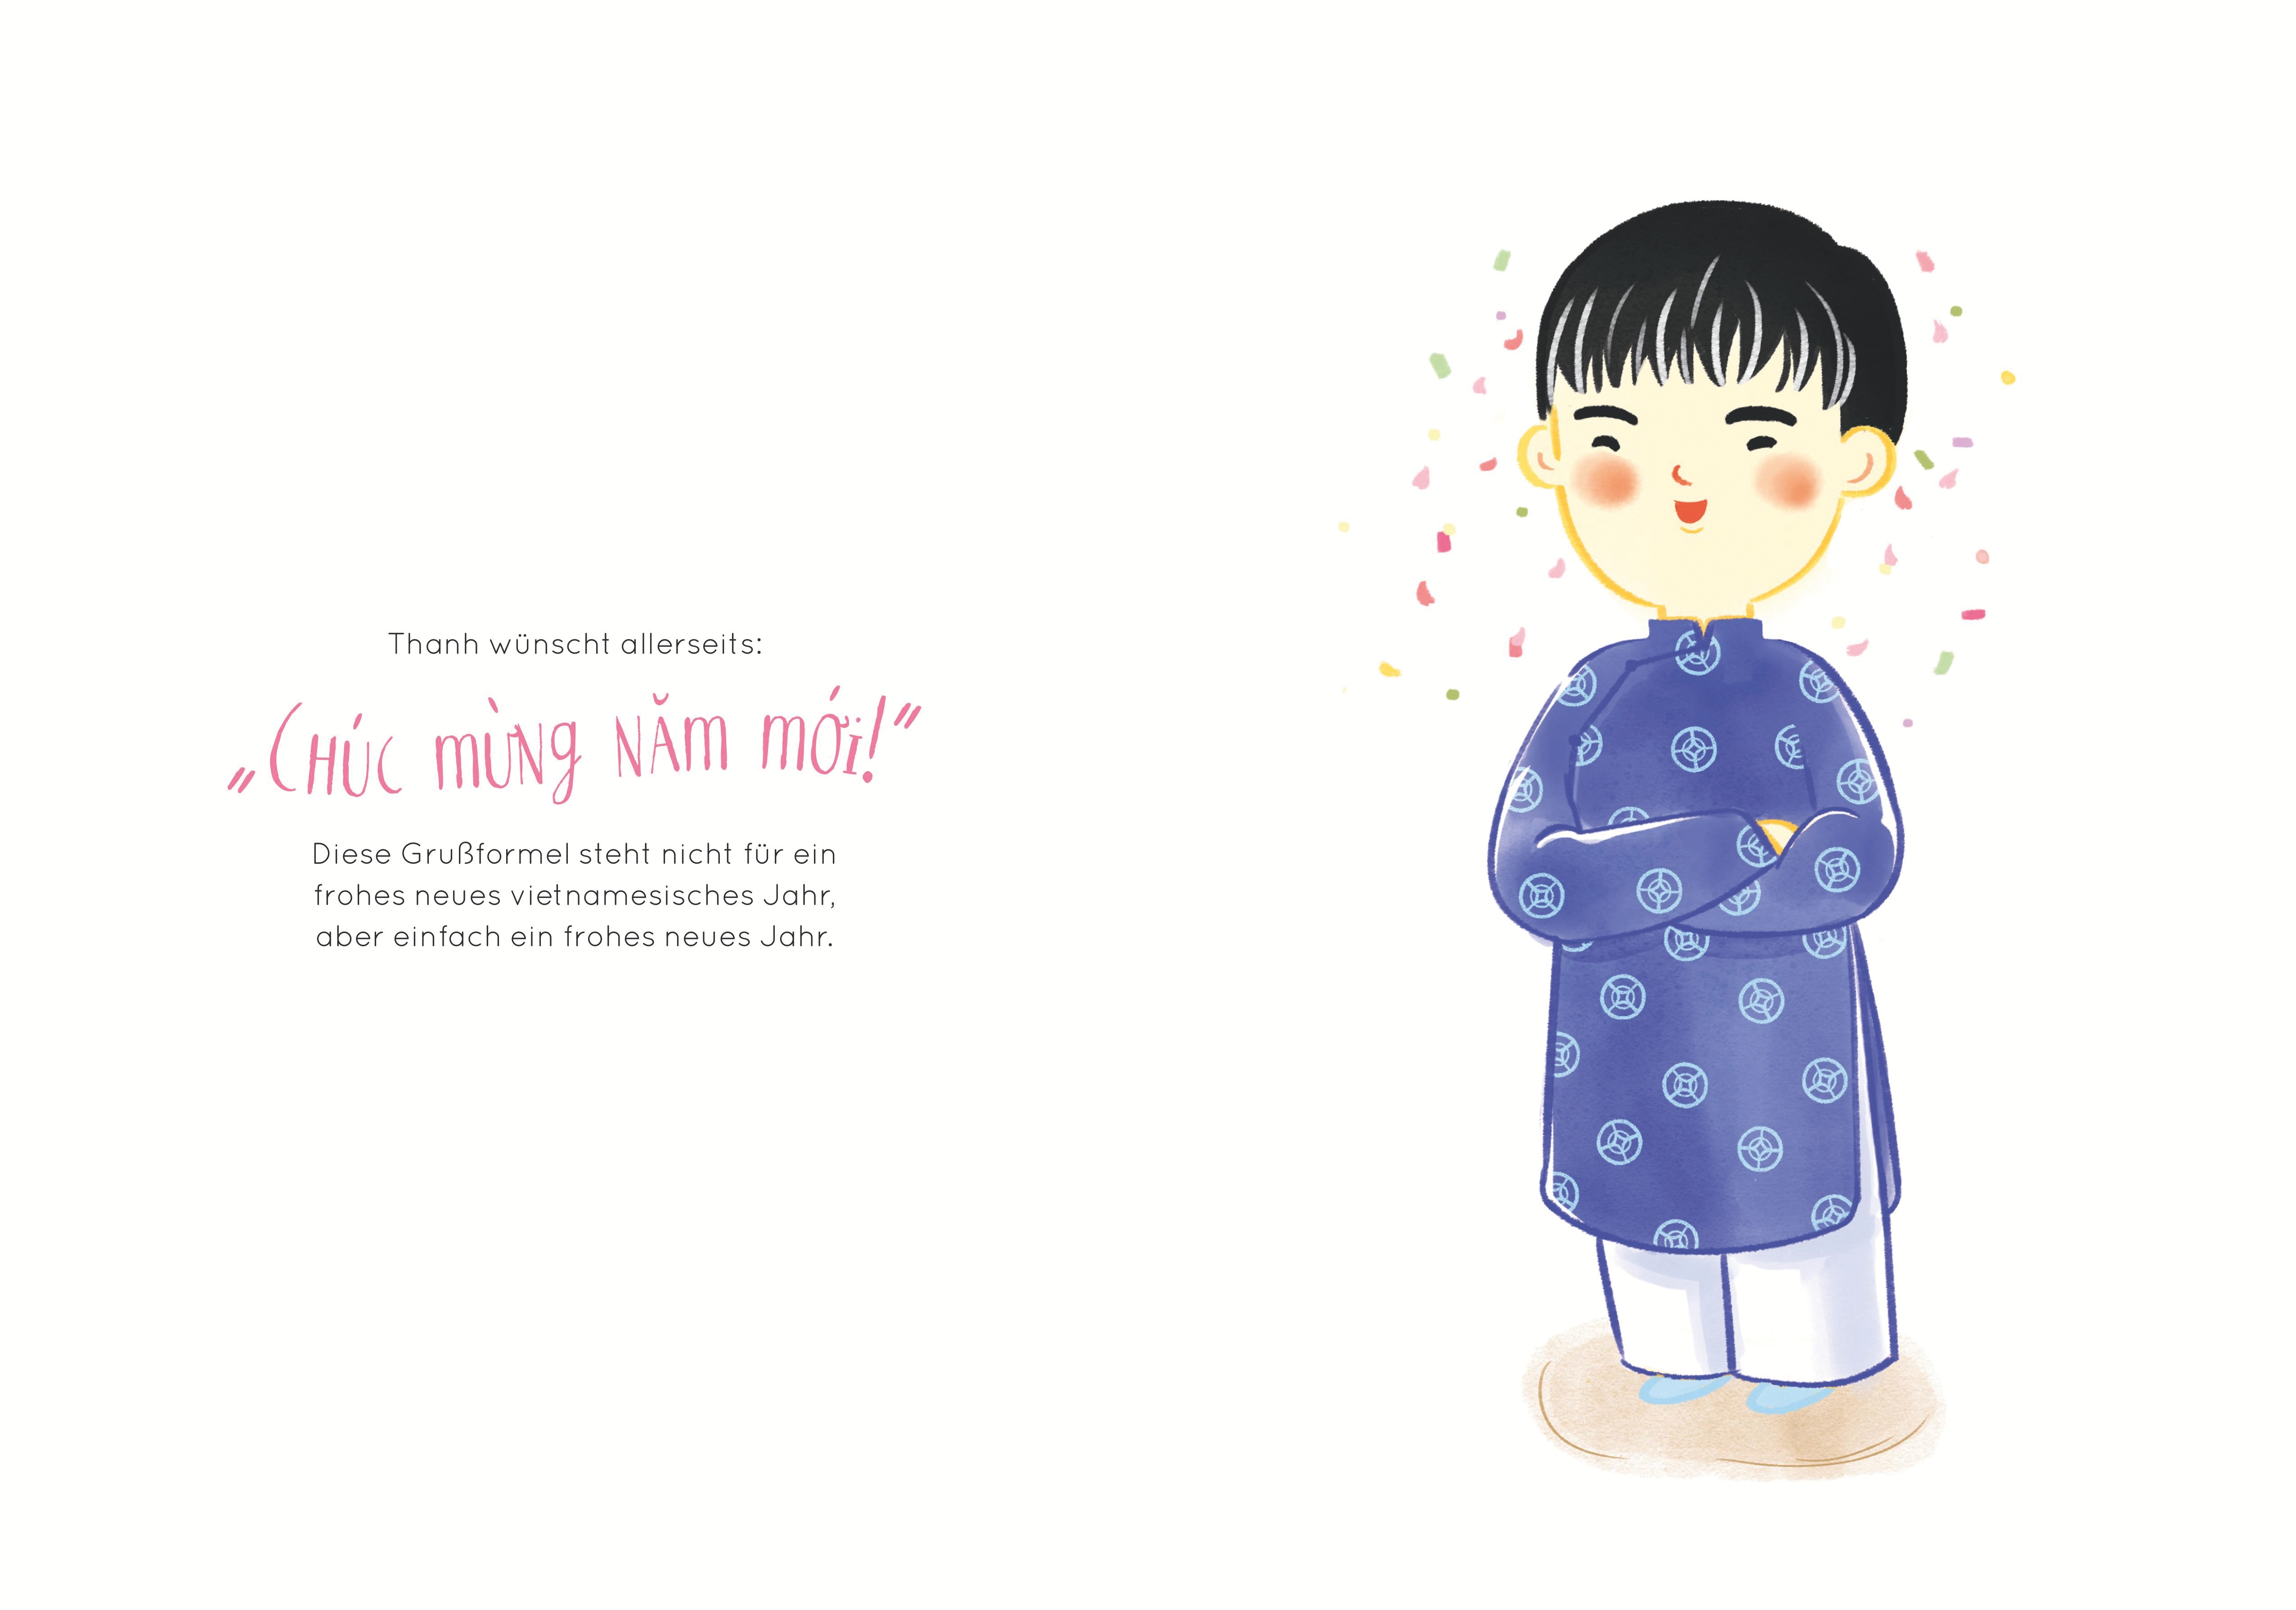 Thanh wünscht allerseits:
„Chúc mừng năm mới!”
Diese Grußformel steht nicht für ein
frohes neues vietnamesisches Jahr,
aber einfach ein frohes neues Jahr.